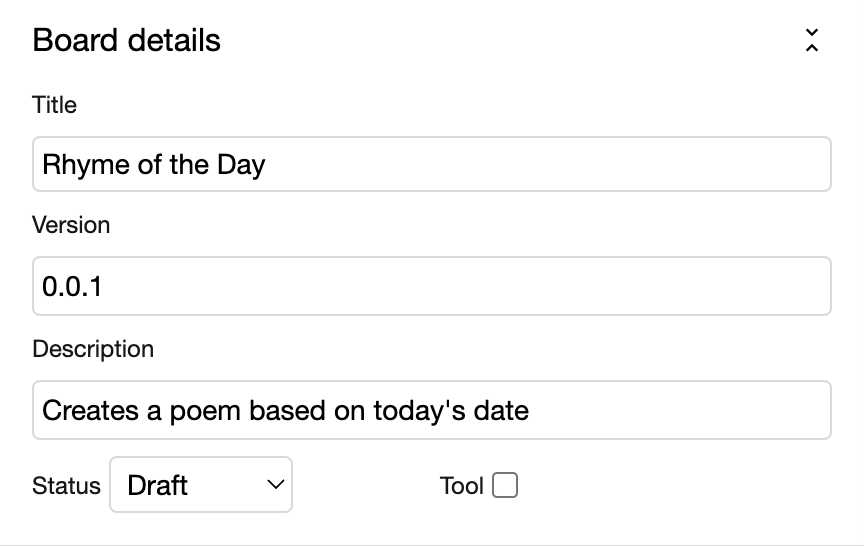 Board details
Title
Rhyme of the Day
Version
0.0.1
Description
Creates a poem based on today's date
Status Draft Tool